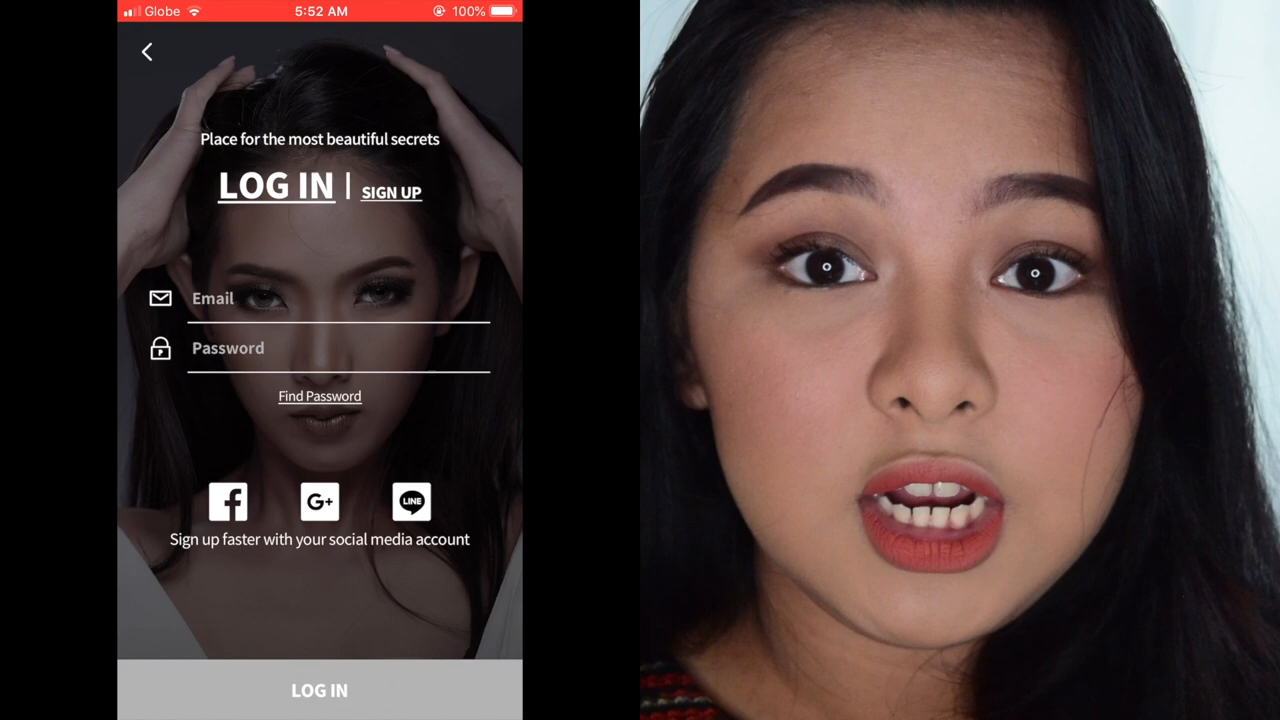 Globe 5:52 AM 100%
Place for the most beautiful secrets
LOG IN | SIGN UP
Email
Password
Find Password
G+ LINE
Sign up faster with your social media account
LOG IN